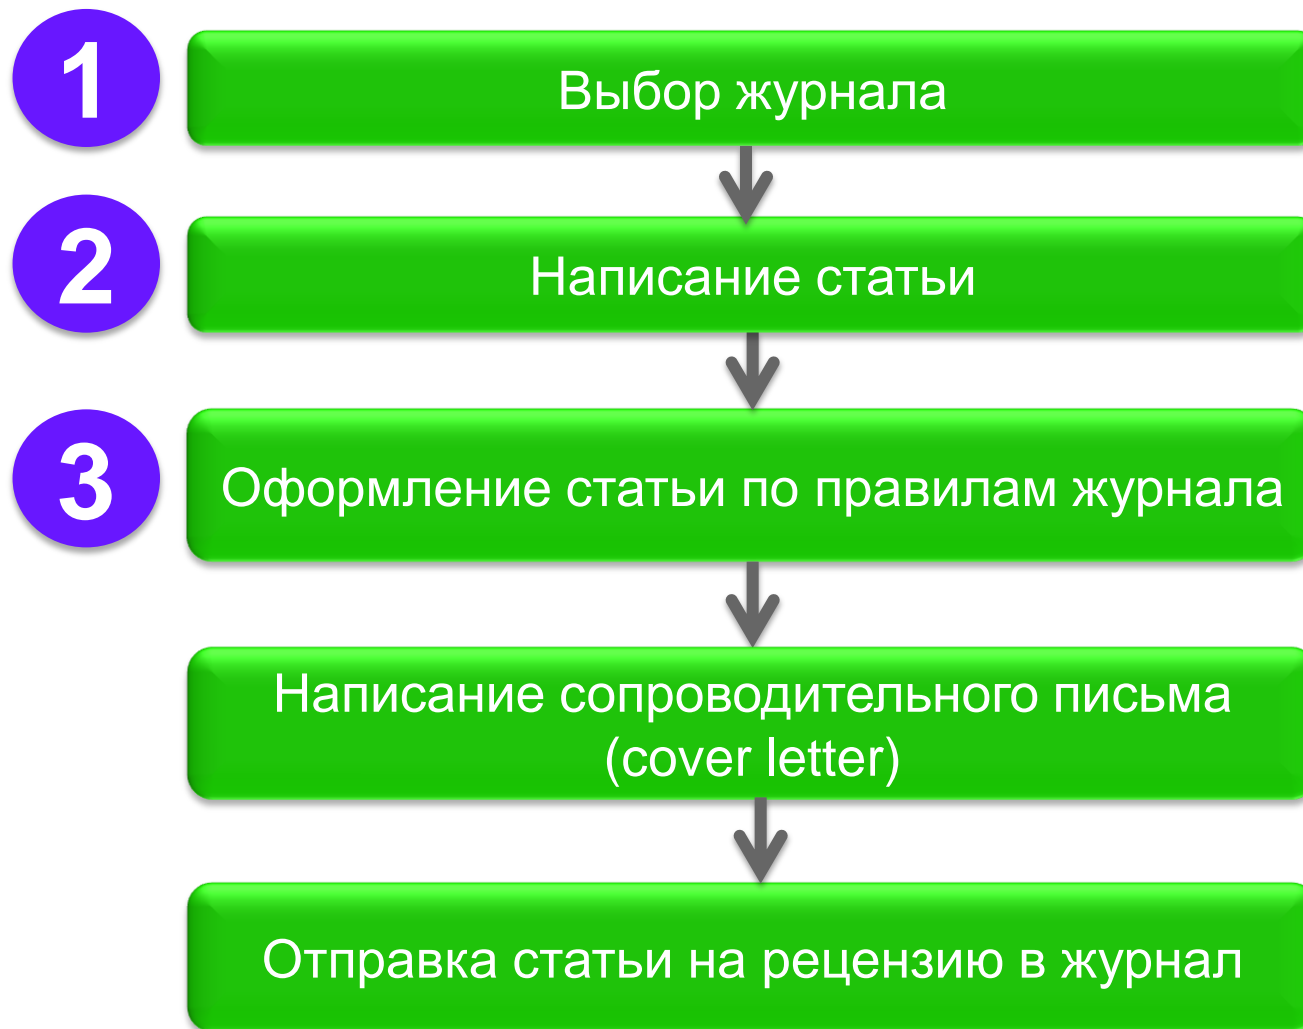 1
Выбор журнала
2
Написание статьи
3
Оформление статьи по правилам журнала
Написание сопроводительного письма
(cover letter)
Отправка статьи на рецензию в журнал